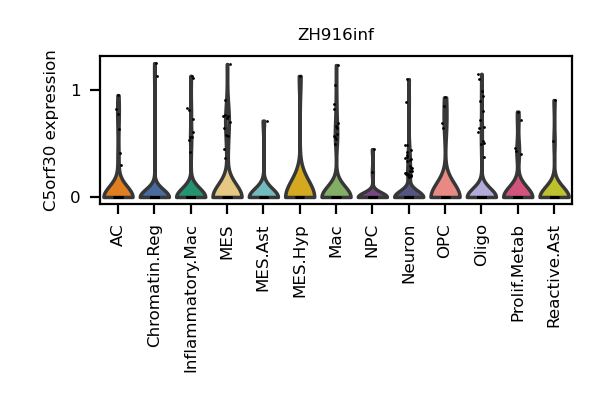 ZH916inf
C5orf30 expression
1
0
AC
Chromatin.Reg
Inflammatory.Mac
MES
MES.Ast
MES.Hyp
Mac
NPC
Neuron
OPC
Oligo
Prolif.Metab
Reactive.Ast